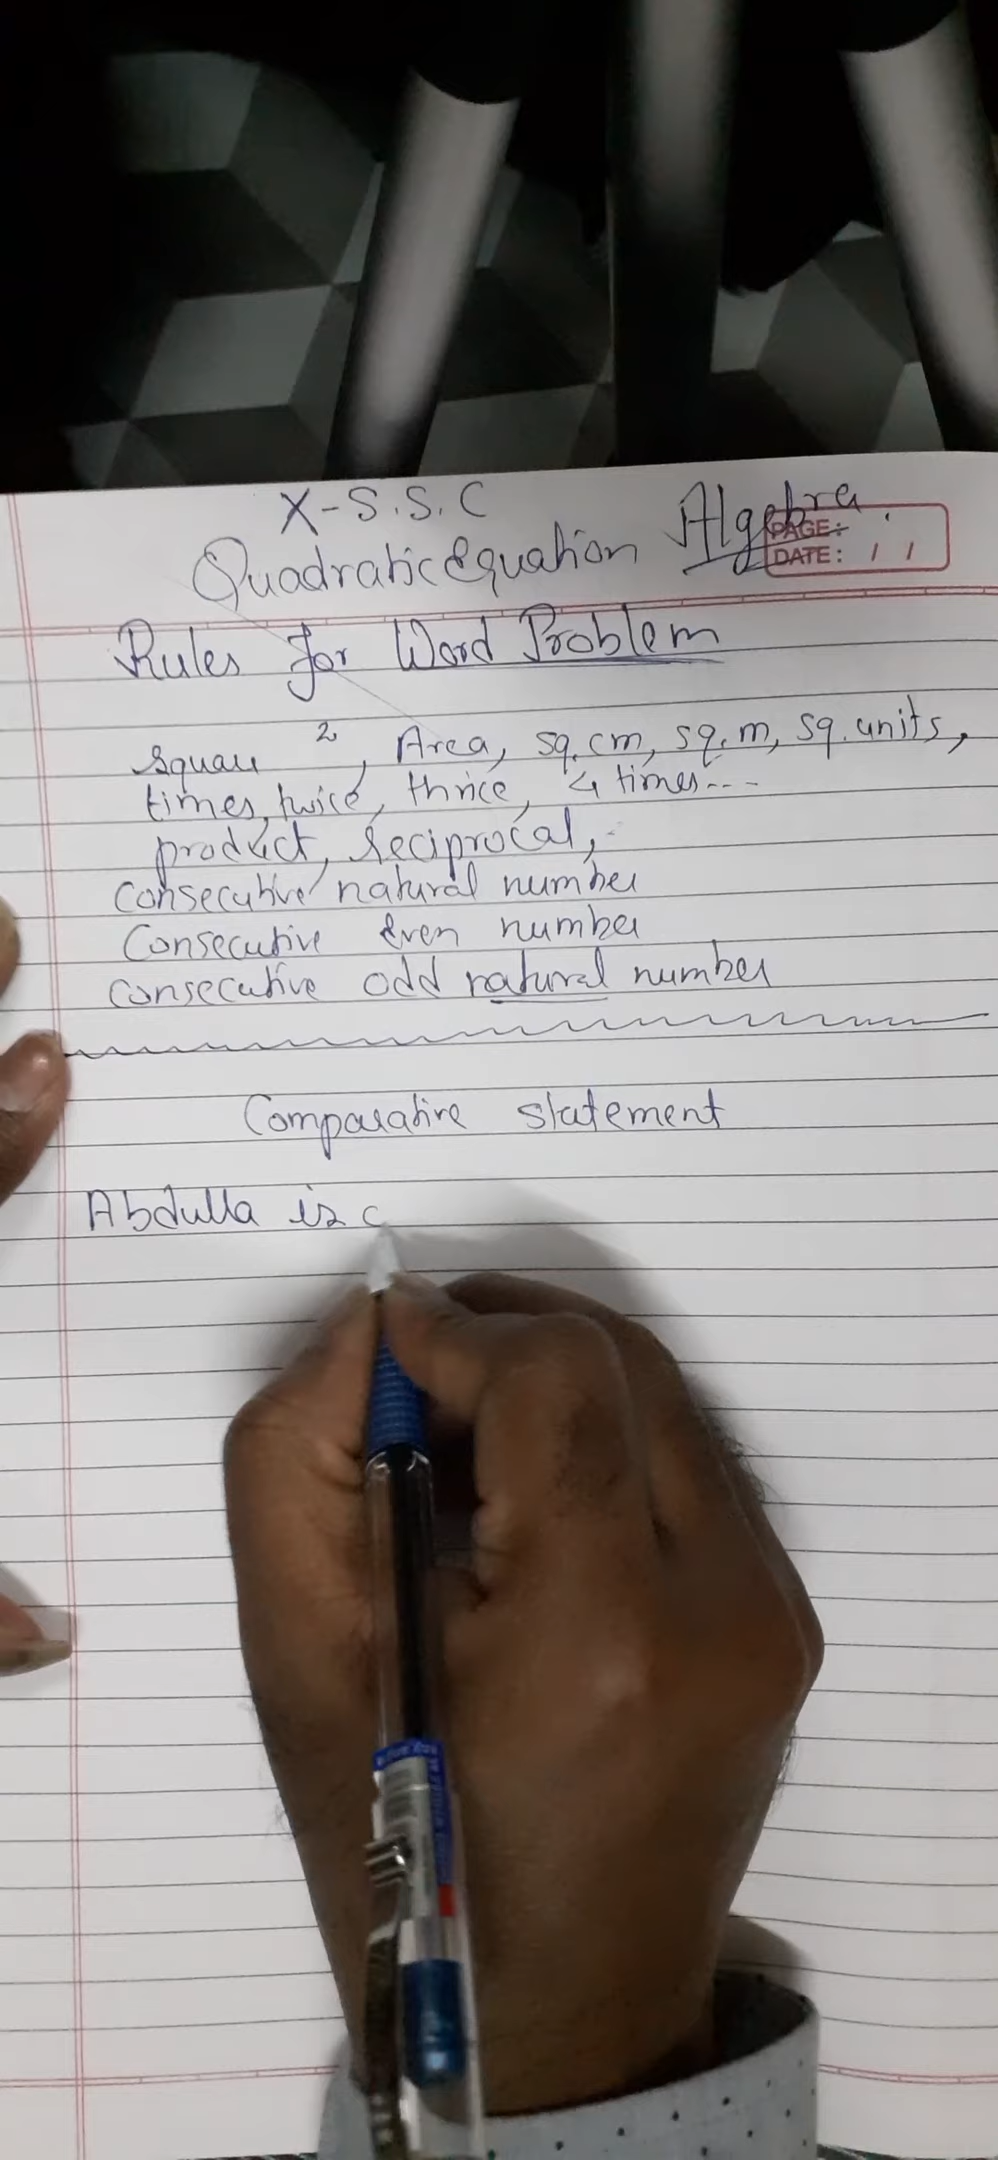 X-S.S.C
Quadratic Equation Algebra
PAGE:
DATE: / /
Rules for Word Problem
square ², Area, sq.cm, sq.m, sq.units,
times, twice, thrice, 4 times---
product, reciprocal,
consecutive natural number
Consecutive Even number
consecutive odd natural number
Comparative statement
Abdulla is